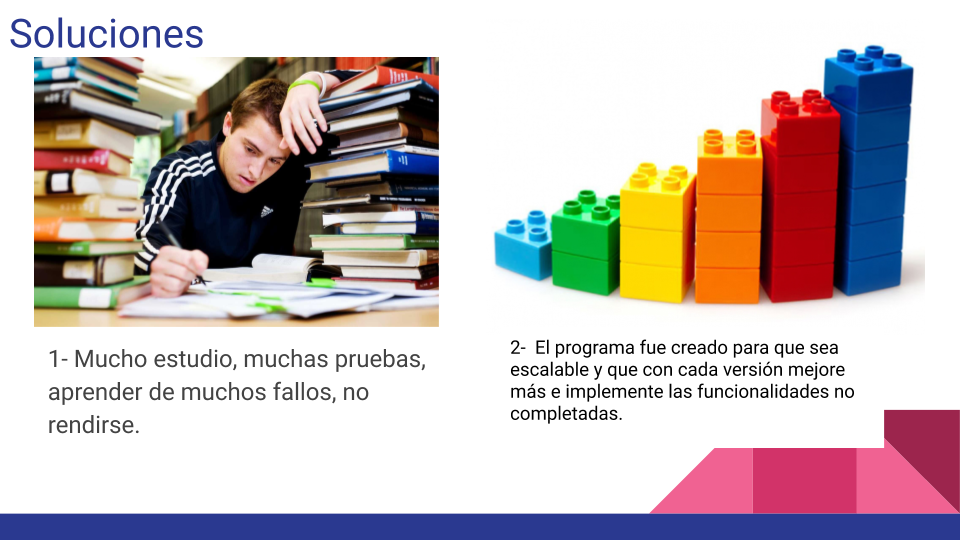 Soluciones
1- Mucho estudio, muchas pruebas,
aprender de muchos fallos, no
rendirse.
2-  El programa fue creado para que sea
escalable y que con cada versión mejore
más e implemente las funcionalidades no
completadas.